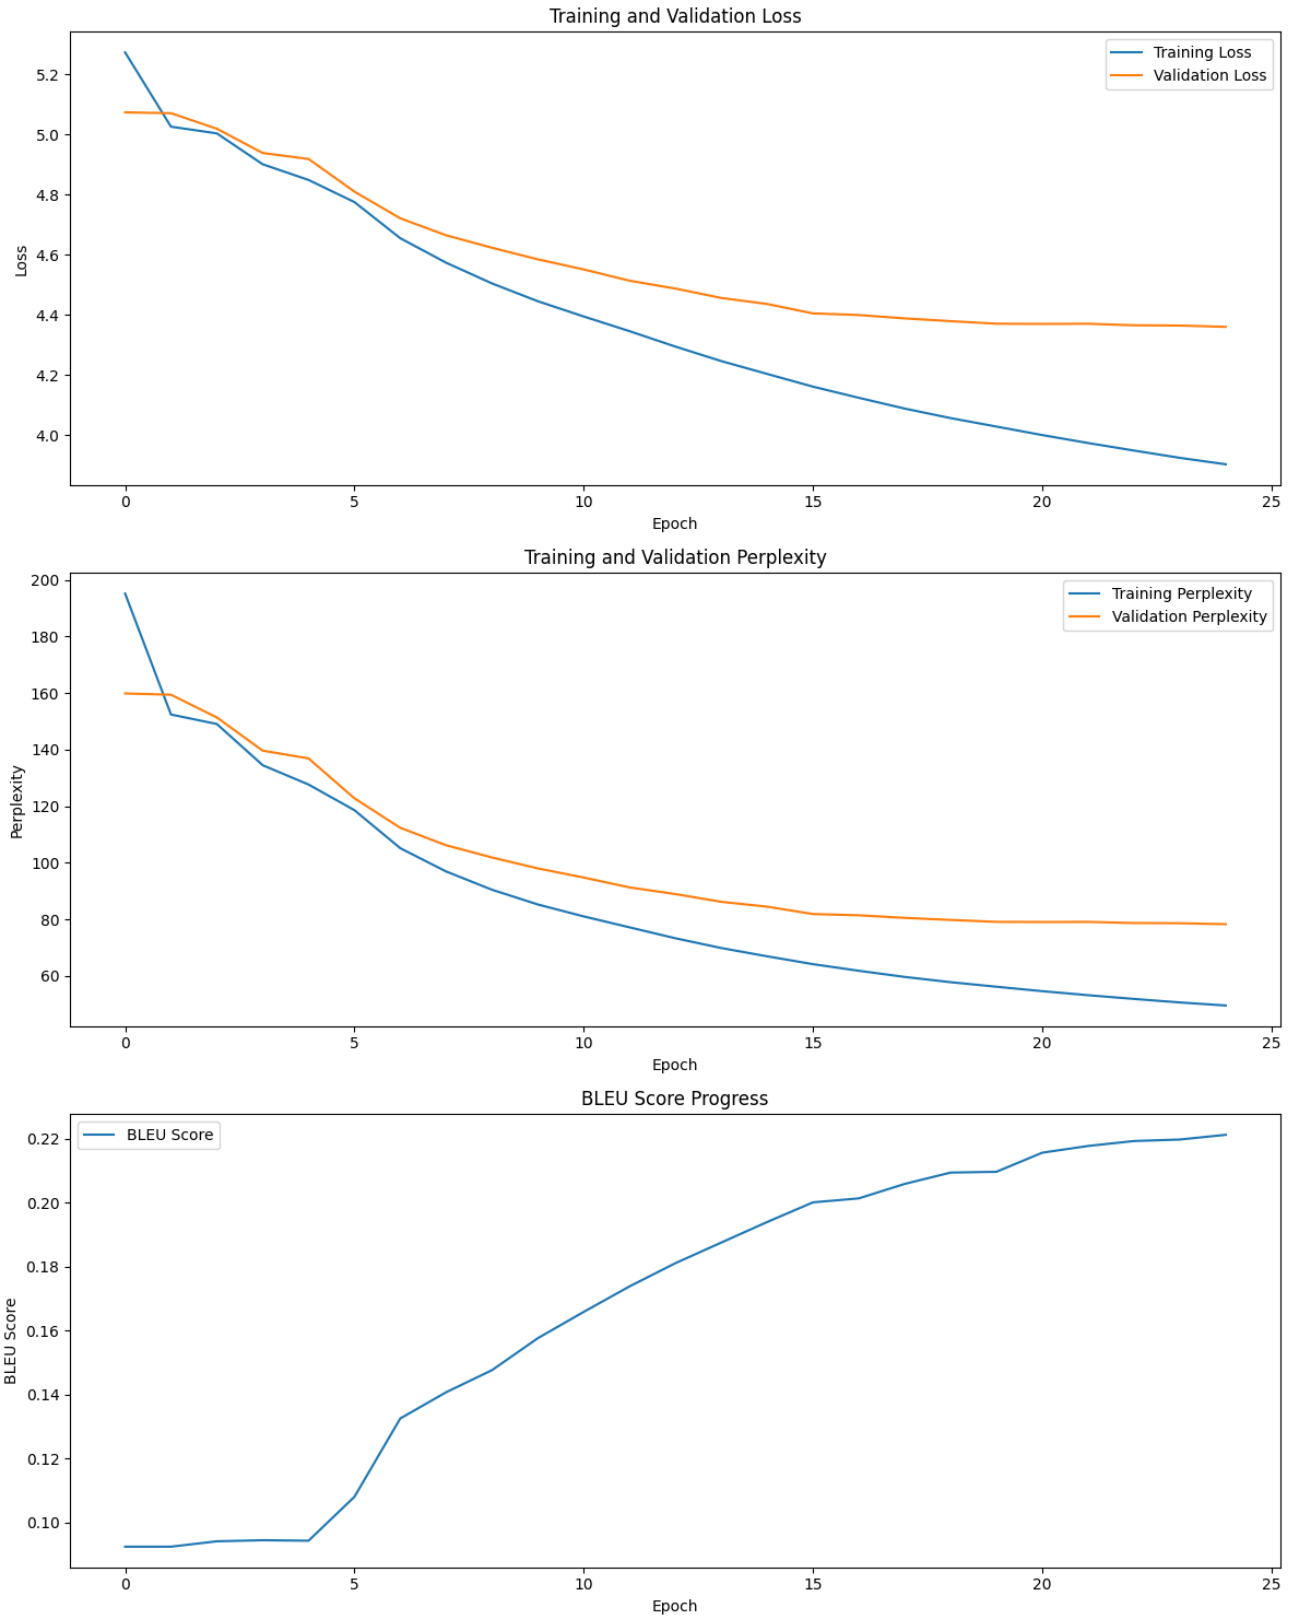 Training and Validation Loss
Training Loss
Validation Loss
5.2
5.0
4.8
4.6
4.4
4.2
4.0
Loss
0 5 10 15 20 25
Epoch
Training and Validation Perplexity
Training Perplexity
Validation Perplexity
200
180
160
140
120
100
80
60
Perplexity
0 5 10 15 20 25
Epoch
BLEU Score Progress
BLEU Score
0.22
0.20
0.18
0.16
0.14
0.12
0.10
BLEU Score
0 5 10 15 20 25
Epoch